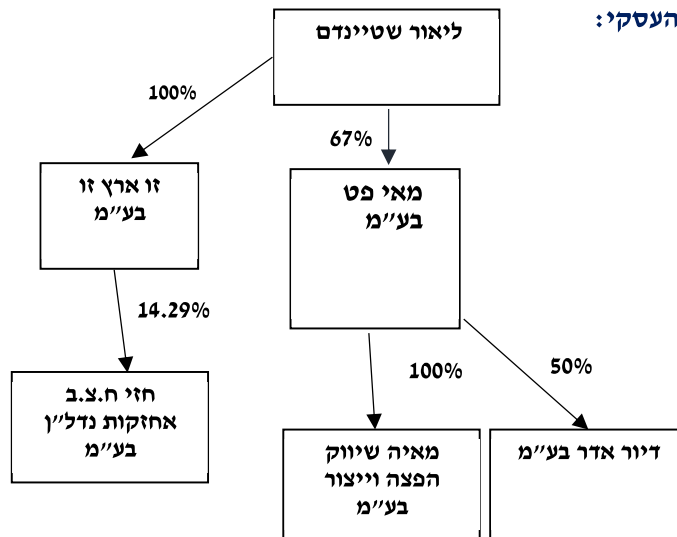 העסקי:
ליאור שטיינדם
100%
67%
זו ארץ זו
בע״מ
מאי פט
בע״מ
14.29%
100%
50%
חזי ח.צ.ב
אחזקות נדל״ן
בע״מ
מאיה שיווק
הפצה וייצור
בע״מ
דיור אדר בע״מ